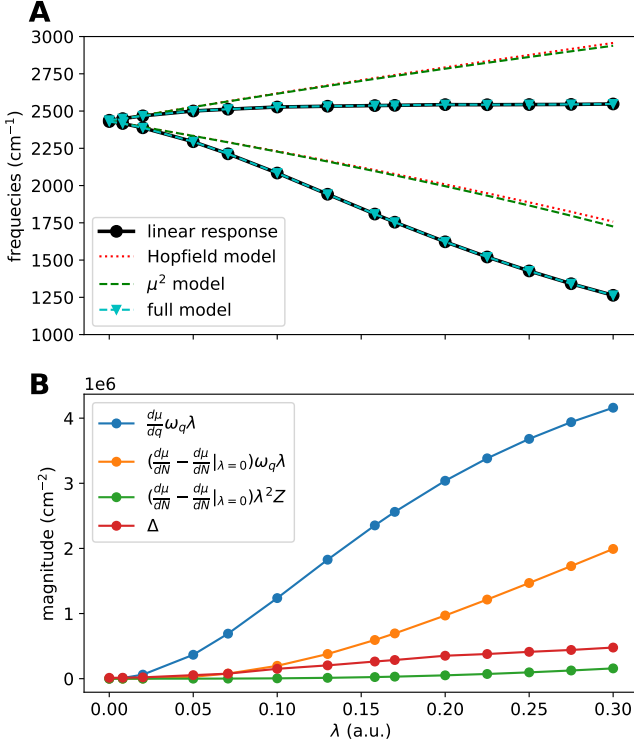 A
3000
2750
2500
2250
2000
1750
1500
1250
1000
frequecies (cm⁻¹)
linear response
Hopfield model
μ² model
full model
B
1e6
4
3
2
1
0
magnitude (cm⁻²)
dμ/dq ω_qλ
(dμ/dN − dμ/dN|λ=0)ω_qλ
(dμ/dN − dμ/dN|λ=0)λ²Z
Δ
0.00 0.05 0.10 0.15 0.20 0.25 0.30
λ (a.u.)